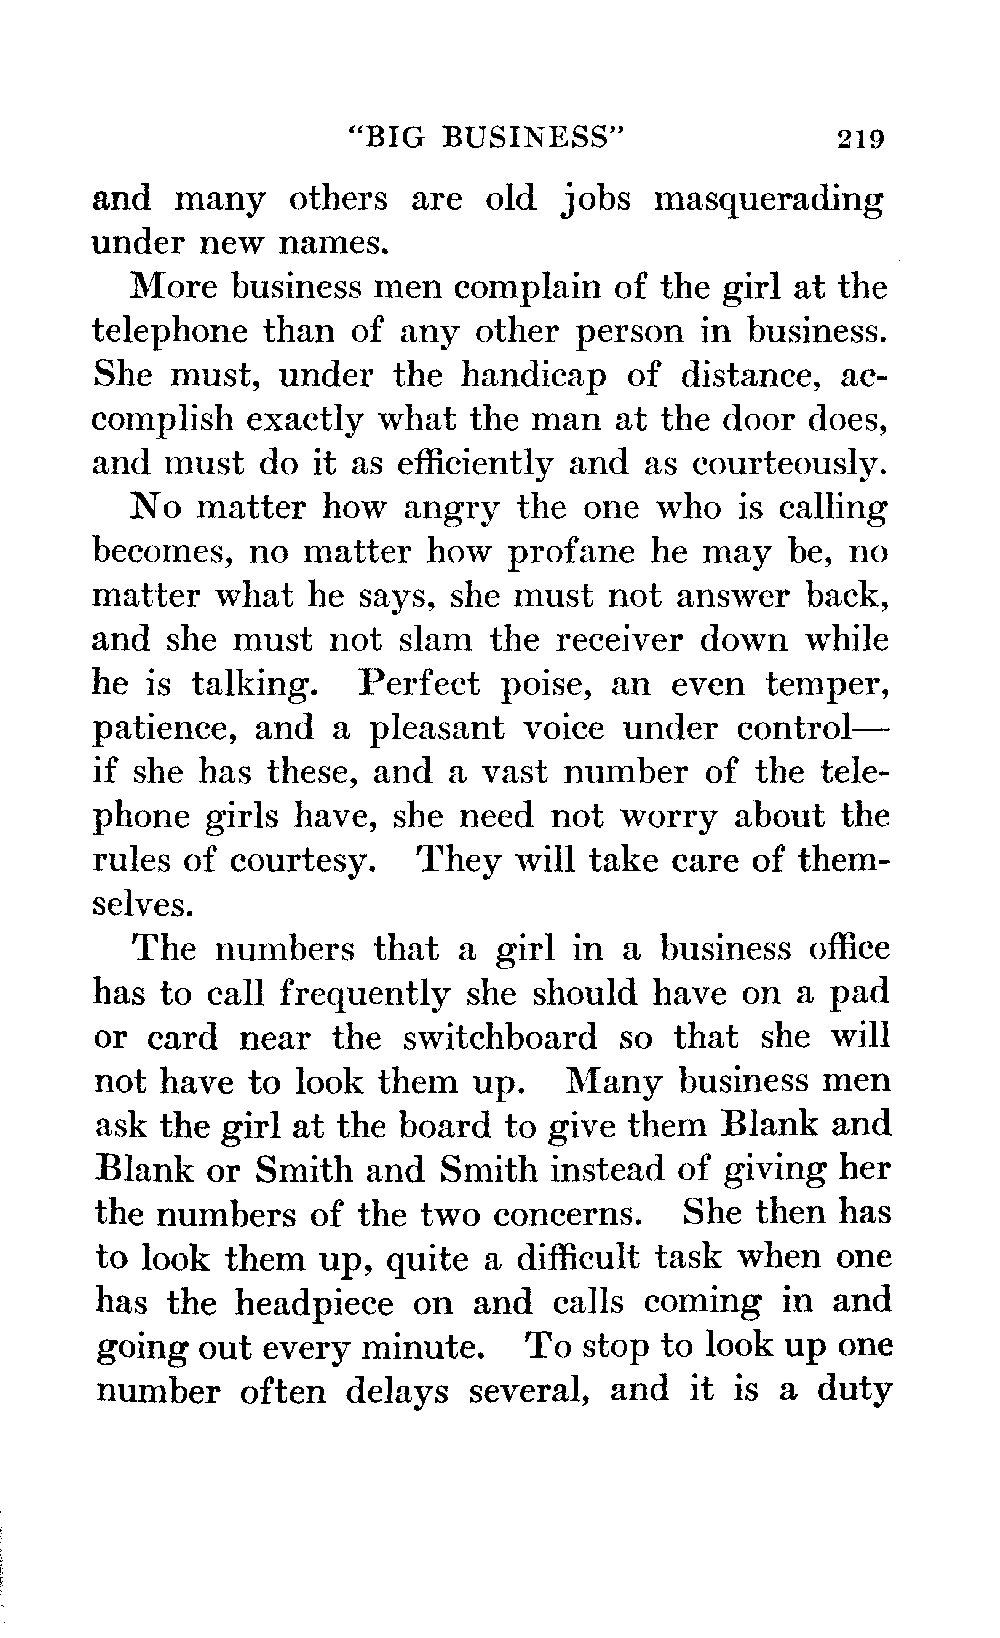 "BIG BUSINESS" 219
and many others are old jobs masquerading
under new names.
More business men complain of the girl at the
telephone than of any other person in business.
She must, under the handicap of distance, ac-
complish exactly what the man at the door does,
and must do it as efficiently and as courteously.
No matter how angry the one who is calling
becomes, no matter how profane he may be, no
matter what he says, she must not answer back,
and she must not slam the receiver down while
he is talking. Perfect poise, an even temper,
patience, and a pleasant voice under control—
if she has these, and a vast number of the tele-
phone girls have, she need not worry about the
rules of courtesy. They will take care of them-
selves.
The numbers that a girl in a business office
has to call frequently she should have on a pad
or card near the switchboard so that she will
not have to look them up. Many business men
ask the girl at the board to give them Blank and
Blank or Smith and Smith instead of giving her
the numbers of the two concerns. She then has
to look them up, quite a difficult task when one
has the headpiece on and calls coming in and
going out every minute. To stop to look up one
number often delays several, and it is a duty